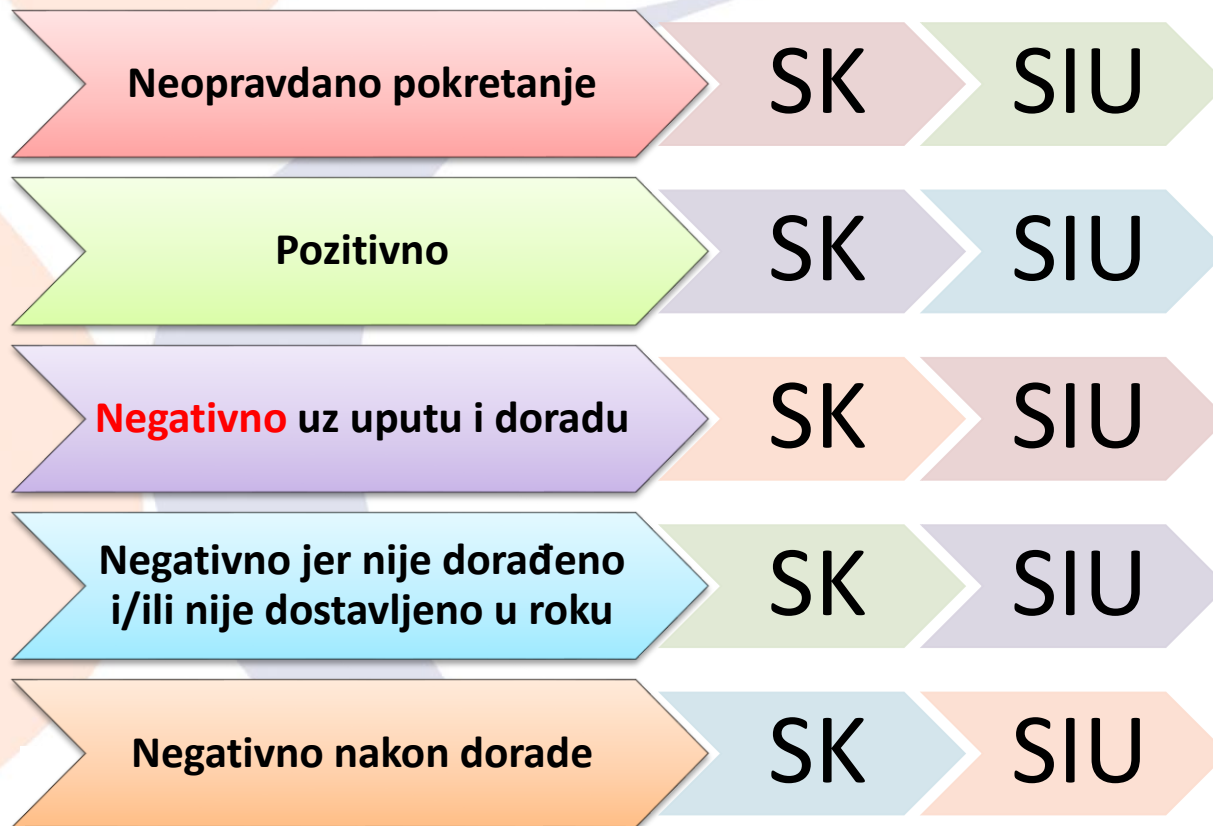 Neopravdano pokretanje
SK
SIU
Pozitivno
SK
SIU
Negativno uz uputu i doradu
SK
SIU
Negativno jer nije dorađeno
i/ili nije dostavljeno u roku
SK
SIU
Negativno nakon dorade
SK
SIU